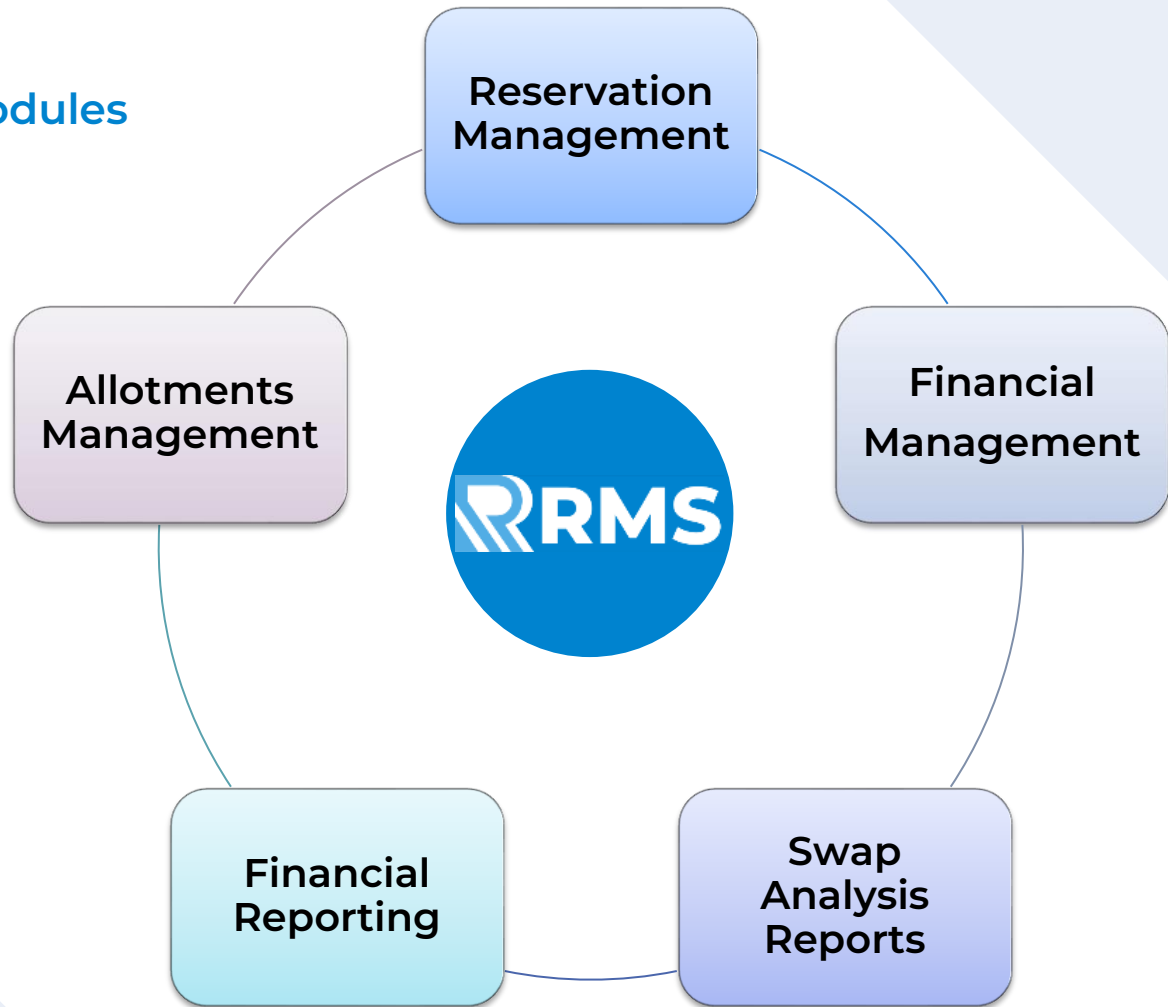 odules
Reservation
Management
Allotments
Management
Financial
Management
RMS
Financial
Reporting
Swap
Analysis
Reports